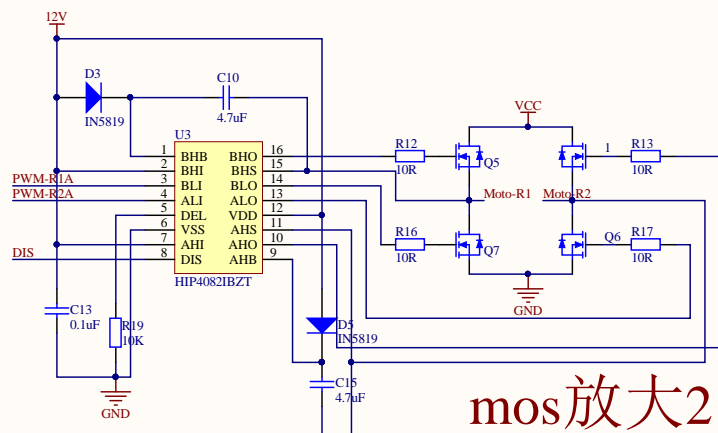 12V
D3
IN5819
C10
4.7uF
U3
1 BHB BHO 16
2 BHI BHS 15
3 BLI BLO 14
4 ALI ALO 13
5 DEL VDD 12
6 VSS AHS 11
7 AHI AHO 10
8 DIS AHB 9
HIP4082IBZT
PWM-R1A
PWM-R2A
DIS
C13
0.1uF
R19
10K
GND
D5
IN5819
C15
4.7uF
VCC
R12
10R
Q5
1
R13
10R
Moto-R1
Moto-R2
R16
10R
Q7
Q6
R17
10R
GND
mos放大2